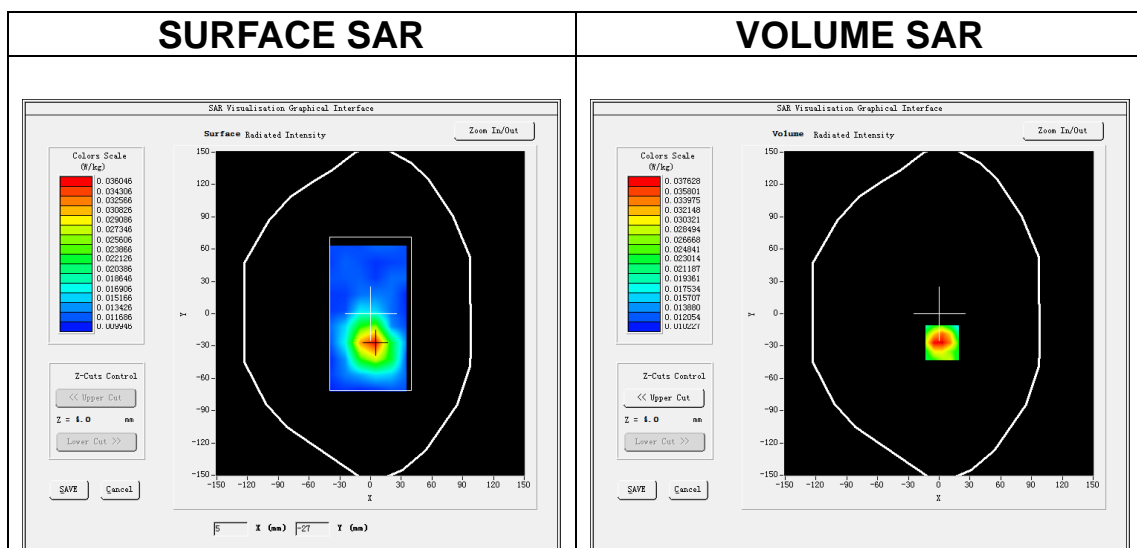 SURFACE SAR
VOLUME SAR
SAR Visualisation Graphical Interface
Surface Radiated Intensity
Zoom In/Out
Colors Scale
(W/kg)
0.036046
0.034306
0.032566
0.030826
0.029086
0.027346
0.025606
0.023866
0.022126
0.020386
0.018646
0.016906
0.015166
0.013426
0.011686
0.009946
150
120
90
60
30
0
-30
-60
-90
-120
-150
Y
-150 -120 -90 -60 -30 0 30 60 90 120 150
X
Z-Cuts Control
<< Upper Cut
Z = 4.0 mm
Lower Cut >>
SAVE Cancel
5 X (mm) -27 Y (mm)
SAR Visualisation Graphical Interface
Volume Radiated Intensity
Zoom In/Out
Colors Scale
(W/kg)
0.037628
0.035801
0.033975
0.032148
0.030321
0.028494
0.026668
0.024841
0.023014
0.021187
0.019361
0.017534
0.015707
0.013880
0.012054
0.010227
150
120
90
60
30
0
-30
-60
-90
-120
-150
Y
-150 -120 -90 -60 -30 0 30 60 90 120 150
X
Z-Cuts Control
<< Upper Cut
Z = 4.0 mm
Lower Cut >>
SAVE Cancel